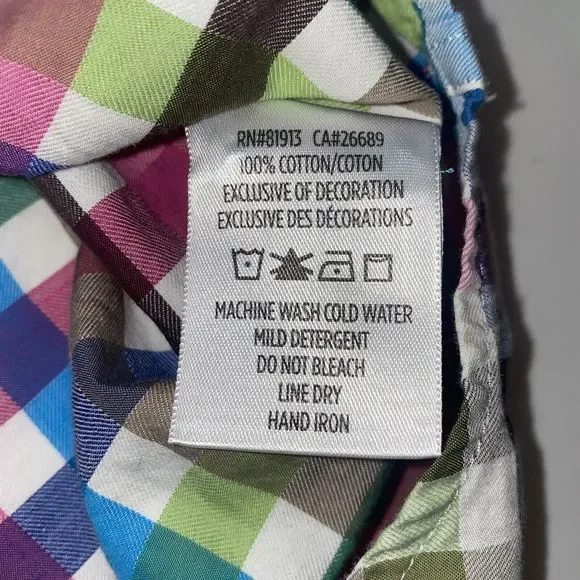 RN#81913 CA#26689
100% COTTON/COTON
EXCLUSIVE OF DECORATION
EXCLUSIVE DES DÉCORATIONS
MACHINE WASH COLD WATER
MILD DETERGENT
DO NOT BLEACH
LINE DRY
HAND IRON